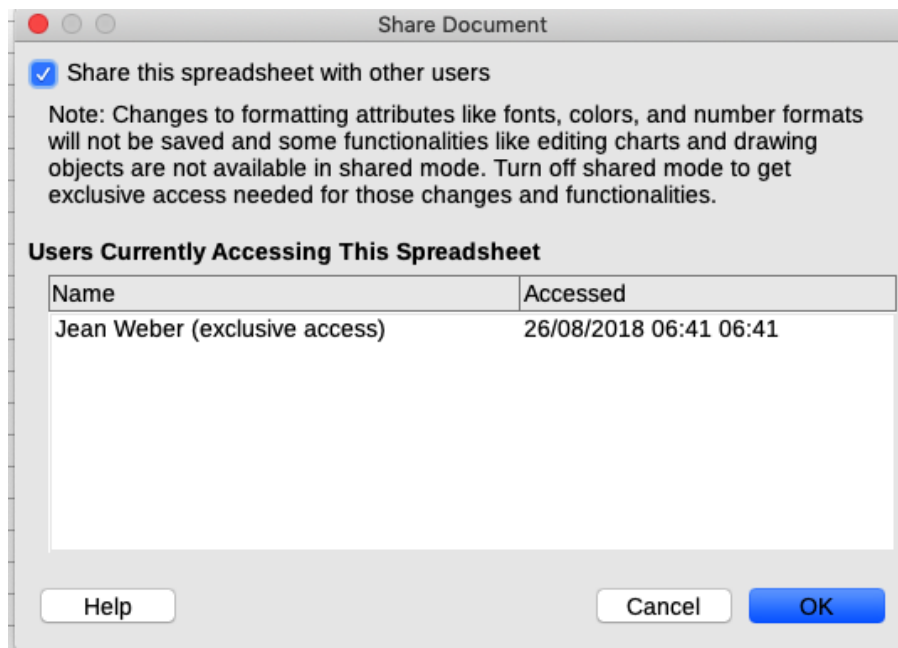 Share Document
Share this spreadsheet with other users
Note: Changes to formatting attributes like fonts, colors, and number formats
will not be saved and some functionalities like editing charts and drawing
objects are not available in shared mode. Turn off shared mode to get
exclusive access needed for those changes and functionalities.
Users Currently Accessing This Spreadsheet
Name Accessed
Jean Weber (exclusive access) 26/08/2018 06:41 06:41
Help Cancel OK